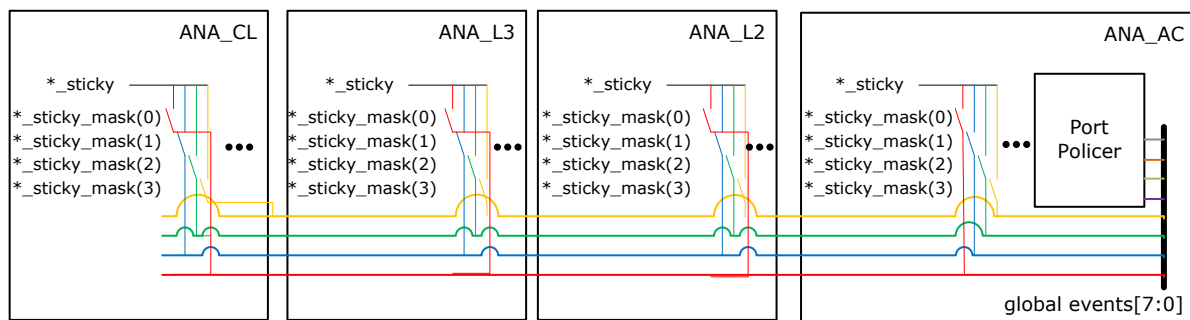 ANA_CL
*_sticky
*_sticky_mask(0)
*_sticky_mask(1)
*_sticky_mask(2)
*_sticky_mask(3)
ANA_L3
*_sticky
*_sticky_mask(0)
*_sticky_mask(1)
*_sticky_mask(2)
*_sticky_mask(3)
ANA_L2
*_sticky
*_sticky_mask(0)
*_sticky_mask(1)
*_sticky_mask(2)
*_sticky_mask(3)
ANA_AC
*_sticky
*_sticky_mask(0)
*_sticky_mask(1)
*_sticky_mask(2)
*_sticky_mask(3)
Port
Policer
global events[7:0]